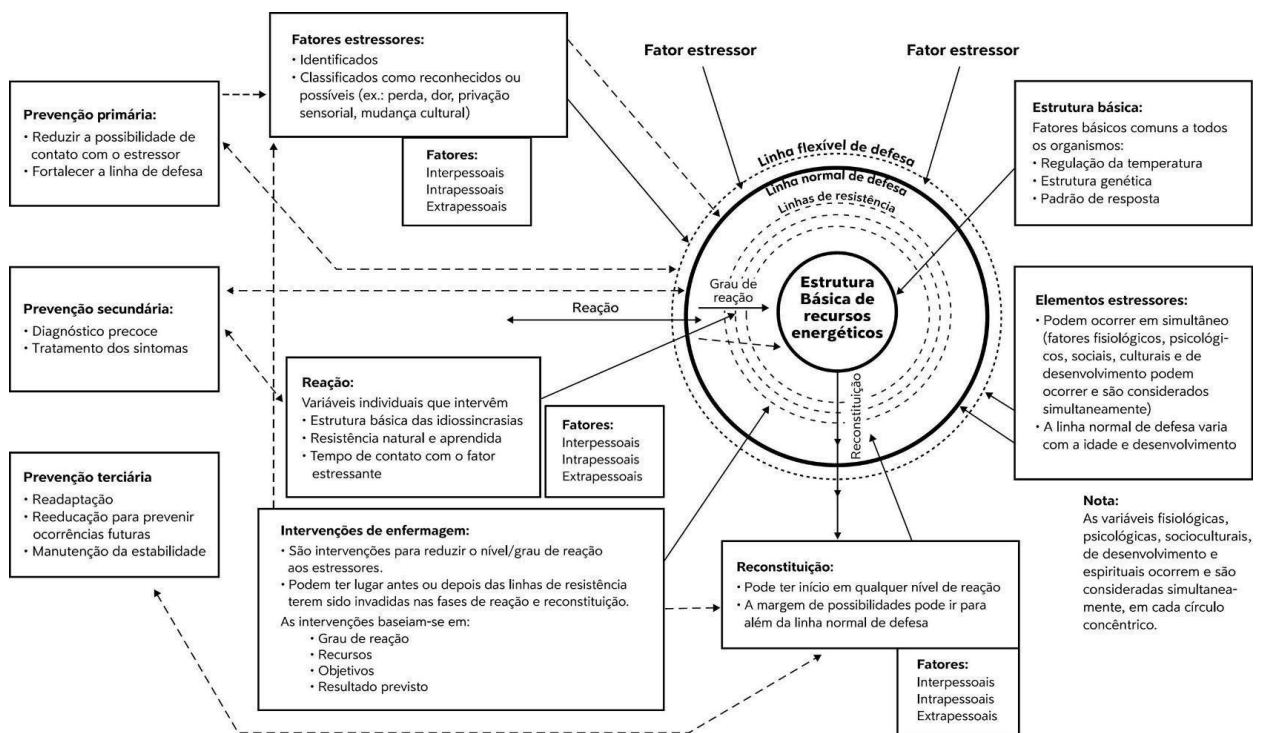 Fatores estressores:
• Identificados
• Classificados como reconhecidos ou
possíveis (ex.: perda, dor, privação
sensorial, mudança cultural)
Fatores:
Interpessoais
Intrapessoais
Extrapessoais
Prevenção primária:
• Reduzir a possibilidade de
contato com o estressor
• Fortalecer a linha de defesa
Prevenção secundária:
• Diagnóstico precoce
• Tratamento dos sintomas
Prevenção terciária
• Readaptação
• Reeducação para prevenir
ocorrências futuras
• Manutenção da estabilidade
Fator estressor
Fator estressor
Linha flexível de defesa
Linha normal de defesa
Linhas de resistência
Grau de
reação
Estrutura
Básica de
recursos
energéticos
Reação
Reconstituição
Estrutura básica:
Fatores básicos comuns a todos
os organismos:
• Regulação da temperatura
• Estrutura genética
• Padrão de resposta
Elementos estressores:
• Podem ocorrer em simultâneo
(fatores fisiológicos, psicológi-
cos, sociais, culturais e de
desenvolvimento podem
ocorrer e são considerados
simultaneamente)
• A linha normal de defesa varia
com a idade e desenvolvimento
Nota:
As variáveis fisiológicas,
psicológicas, socioculturais,
de desenvolvimento e
espirituais ocorrem e são
consideradas simultanea-
mente, em cada círculo
concêntrico.
Reação:
Variáveis individuais que intervêm
• Estrutura básica das idiossincrasias
• Resistência natural e aprendida
• Tempo de contato com o fator
estressante
Fatores:
Interpessoais
Intrapessoais
Extrapessoais
Intervenções de enfermagem:
• São intervenções para reduzir o nível/grau de reação
aos estressores.
• Podem ter lugar antes ou depois das linhas de resistência
terem sido invadidas nas fases de reação e reconstituição.
As intervenções baseiam-se em:
• Grau de reação
• Recursos
• Objetivos
• Resultado previsto
Reconstituição:
• Pode ter início em qualquer nível de reação
• A margem de possibilidades pode ir para
além da linha normal de defesa
Fatores:
Interpessoais
Intrapessoais
Extrapessoais